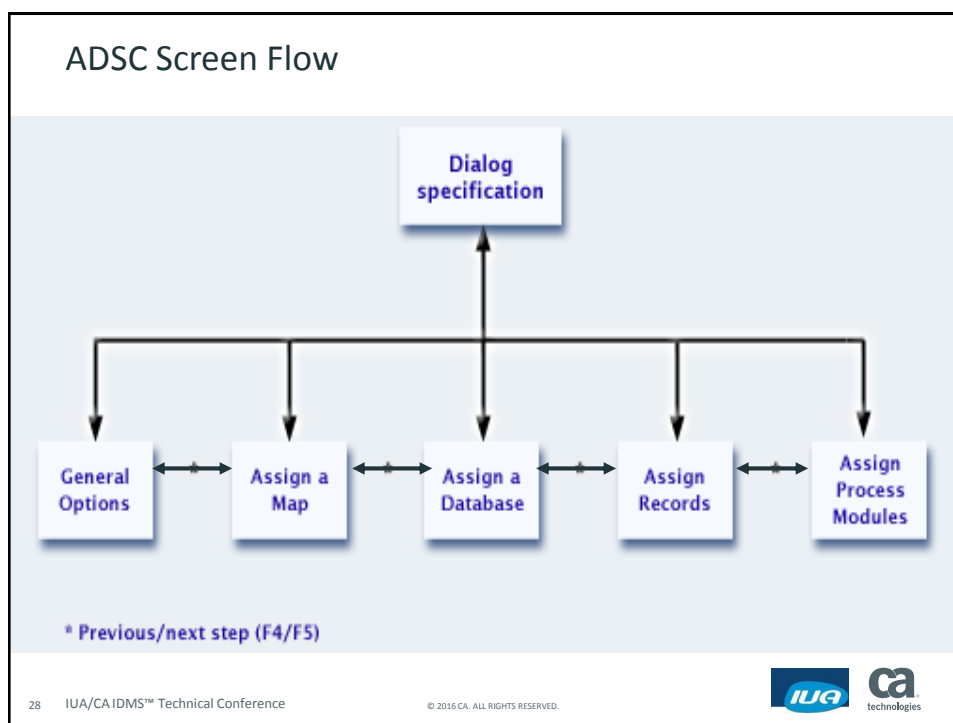 ADSC Screen Flow
Dialog
specification
General
Options
*
Assign a
Map
*
Assign a
Database
*
Assign
Records
*
Assign
Process
Modules
* Previous/next step (F4/F5)
28 IUA/CA IDMS™ Technical Conference
© 2016 CA. ALL RIGHTS RESERVED.
IUA
ca
technologies